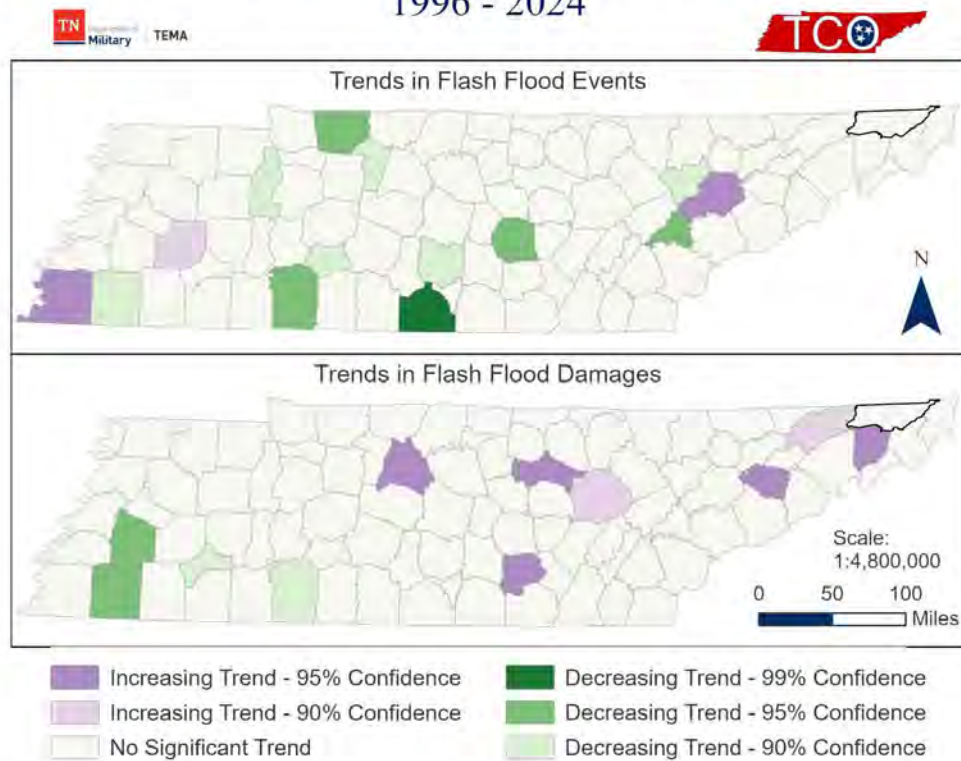 1996 - 2024
TN
Department of
Military
TEMA
TCO
Trends in Flash Flood Events
N
Trends in Flash Flood Damages
Scale:
1:4,800,000
0 50 100
Miles
Increasing Trend - 95% Confidence
Increasing Trend - 90% Confidence
No Significant Trend
Decreasing Trend - 99% Confidence
Decreasing Trend - 95% Confidence
Decreasing Trend - 90% Confidence